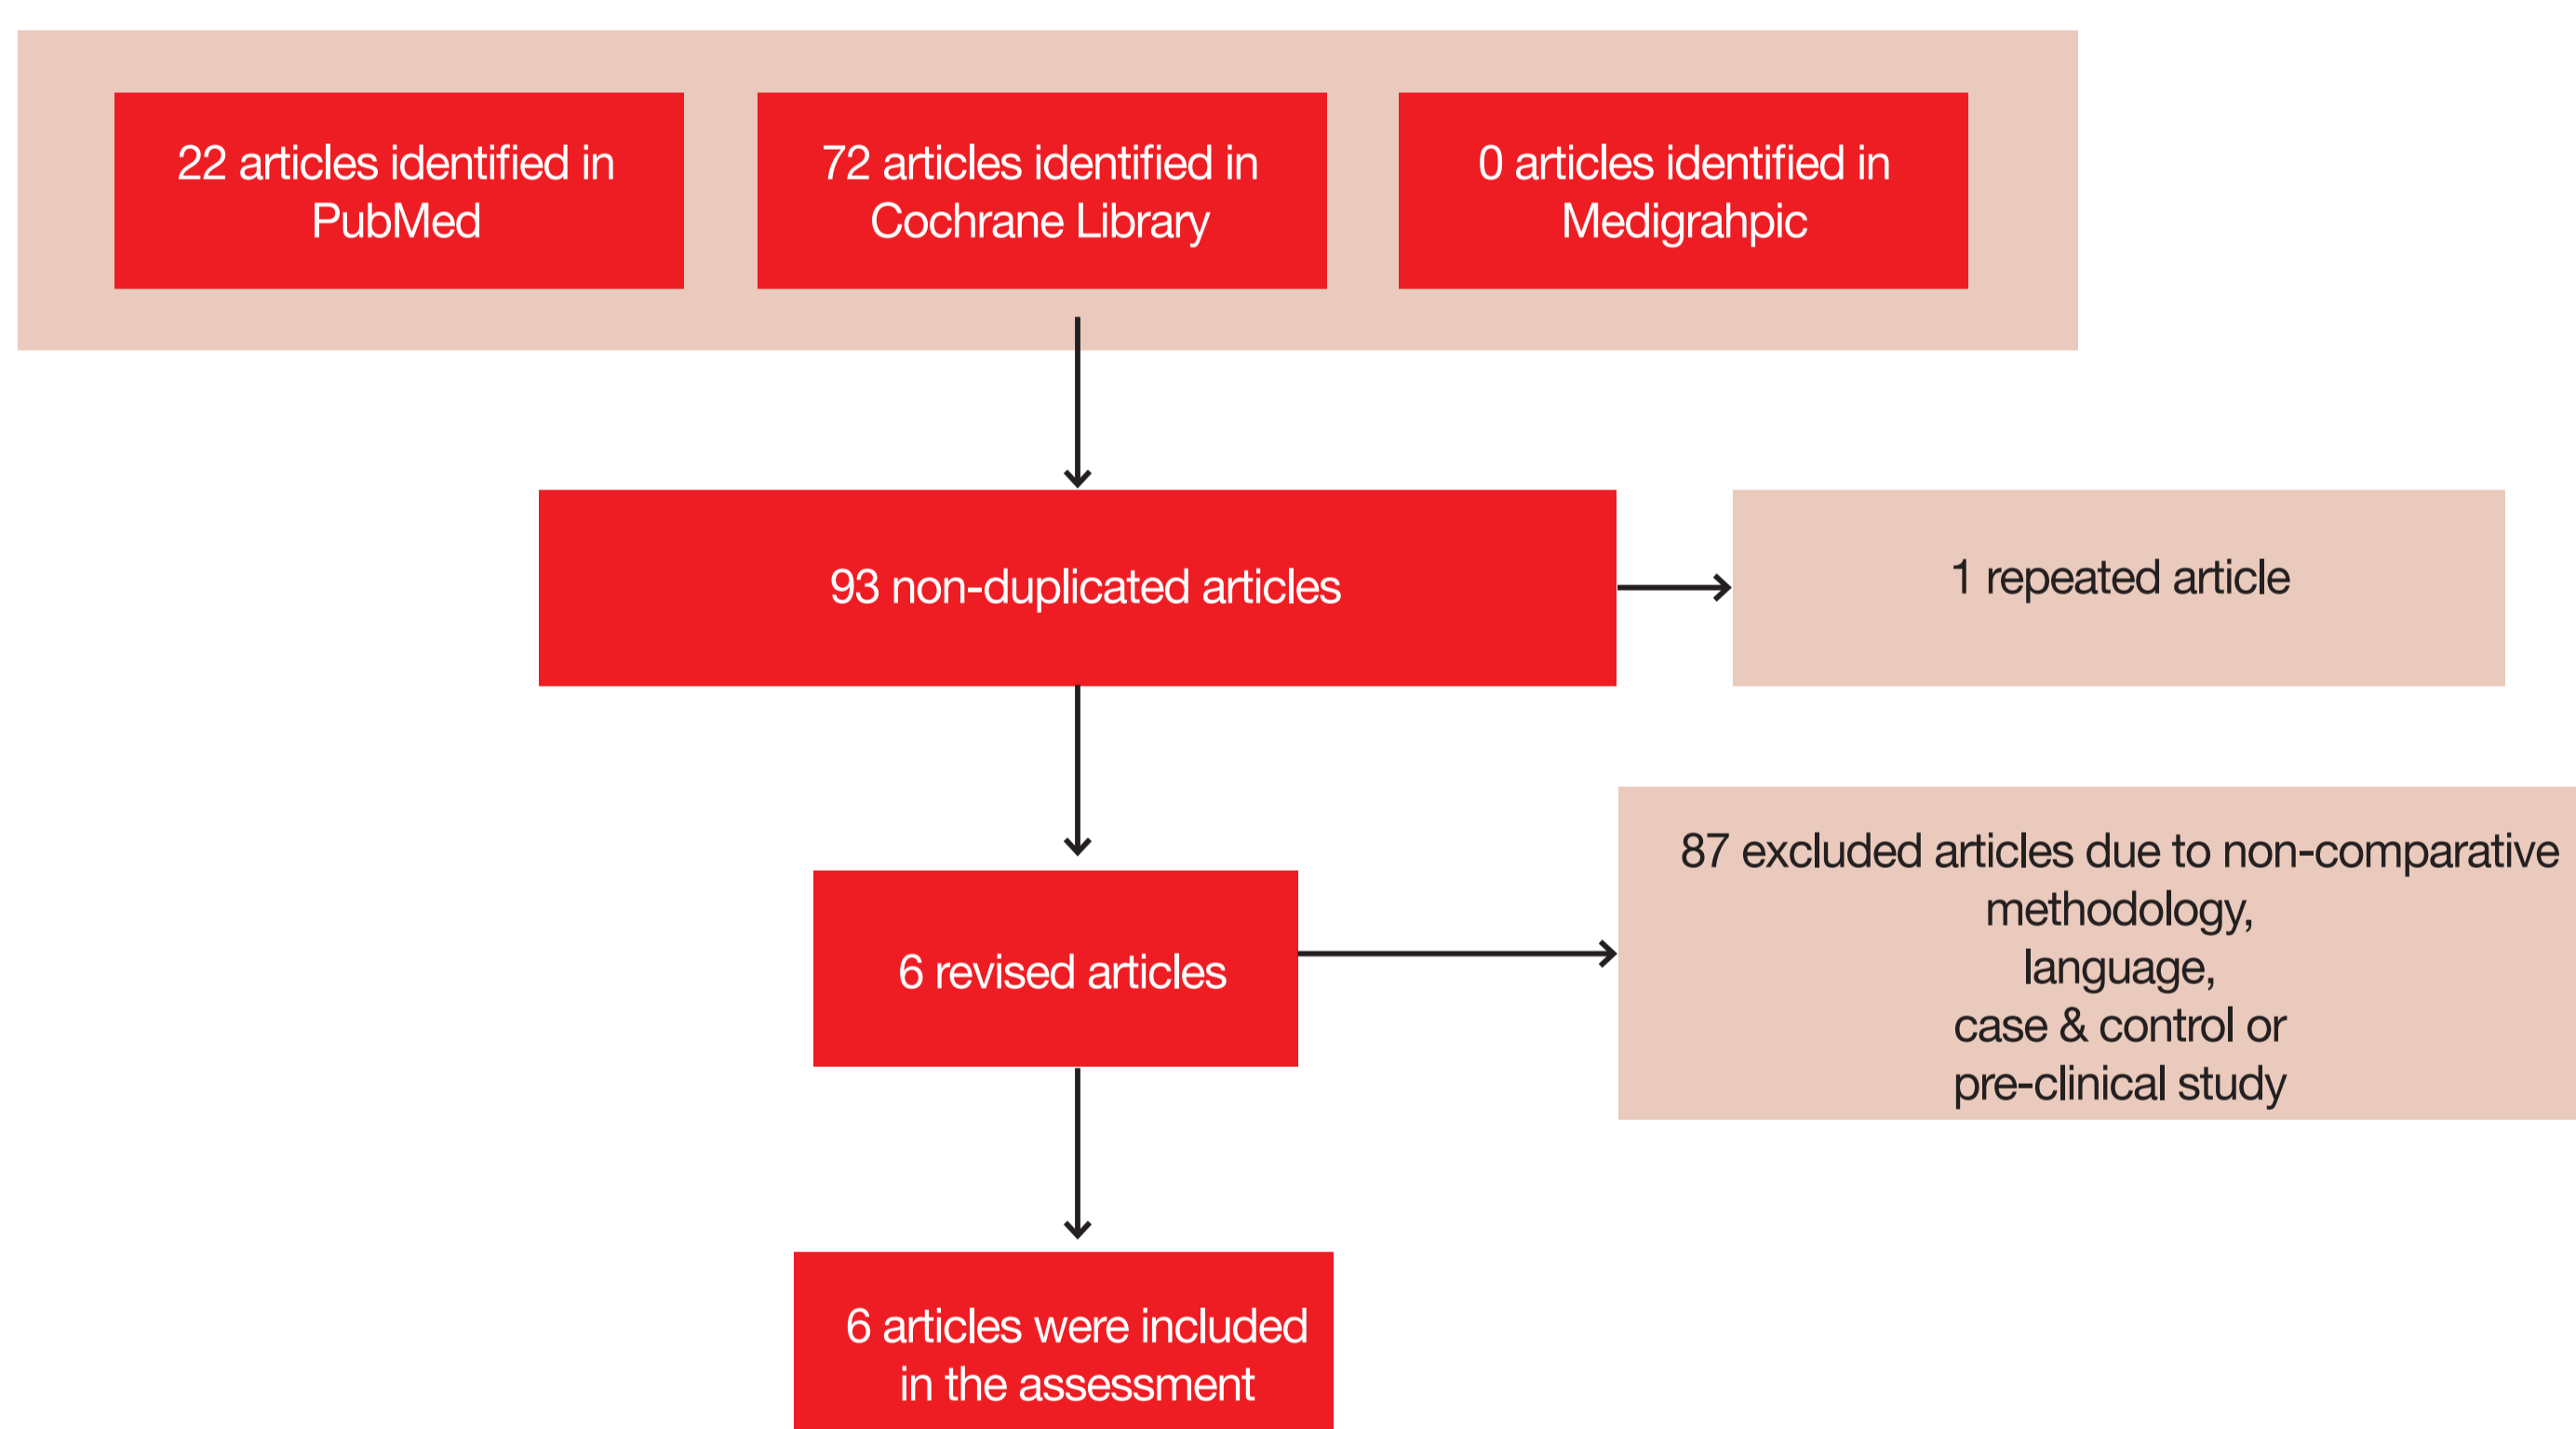 22 articles identified in
PubMed
72 articles identified in
Cochrane Library
0 articles identified in
Medigrahpic
93 non-duplicated articles
1 repeated article
87 excluded articles due to non-comparative
methodology,
language,
case & control or
pre-clinical study
6 revised articles
6 articles were included
in the assessment